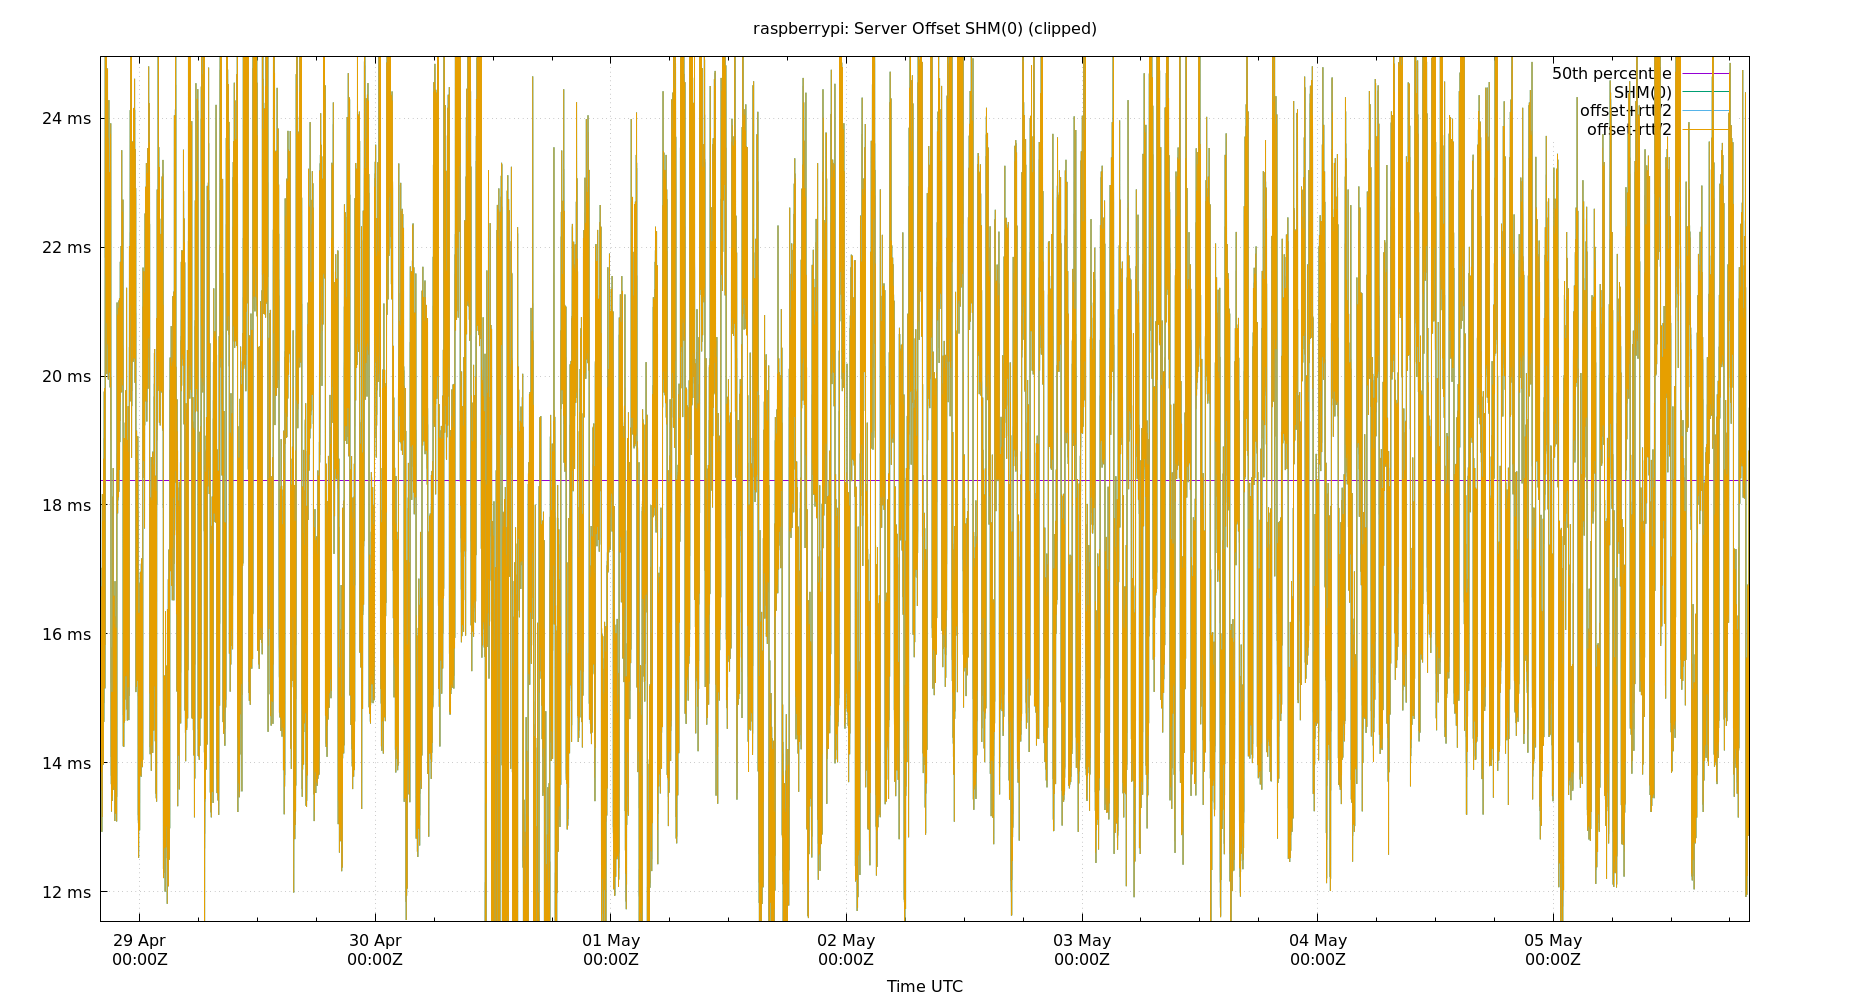 raspberrypi: Server Offset SHM(0) (clipped)
50th percentile
SHM(0)
offset+rtt/2
offset-rtt/2
24 ms
22 ms
20 ms
18 ms
16 ms
14 ms
12 ms
29 Apr 30 Apr 01 May 02 May 03 May 04 May 05 May
00:00Z 00:00Z 00:00Z 00:00Z 00:00Z 00:00Z 00:00Z
Time UTC